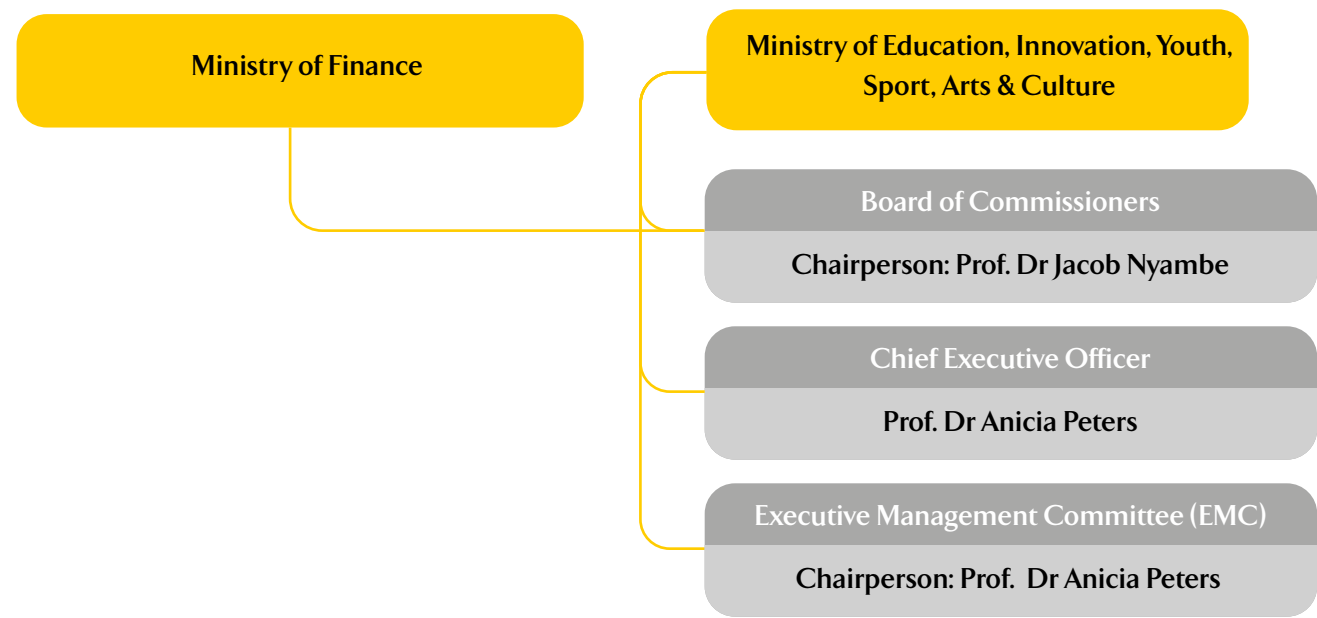 Ministry of Finance
Ministry of Education, Innovation, Youth,
Sport, Arts & Culture
Board of Commissioners
Chairperson: Prof. Dr Jacob Nyambe
Chief Executive Officer
Prof. Dr Anicia Peters
Executive Management Committee (EMC)
Chairperson: Prof.  Dr Anicia Peters